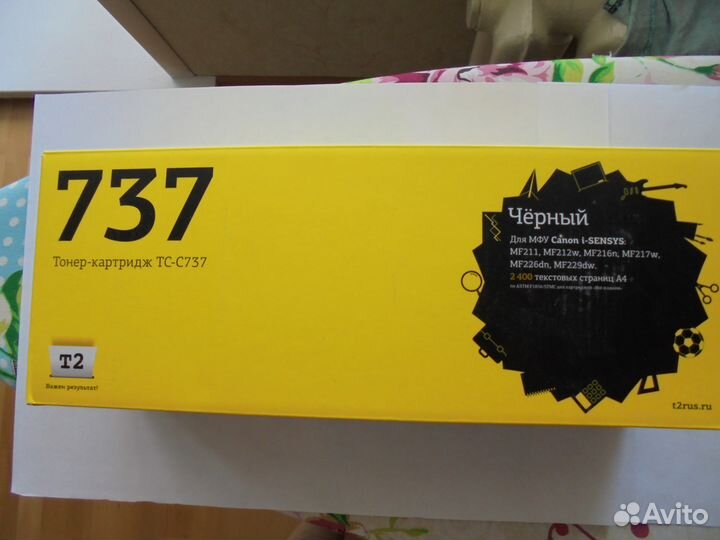 737
Тонер-картридж TC-C737
T2
Важен результат!
Чёрный
Для МФУ Canon i-SENSYS:
MF211, MF212w, MF216n, MF217w,
MF226dn, MF229dw.
2 400 текстовых страниц А4
t2rus.ru
Avito